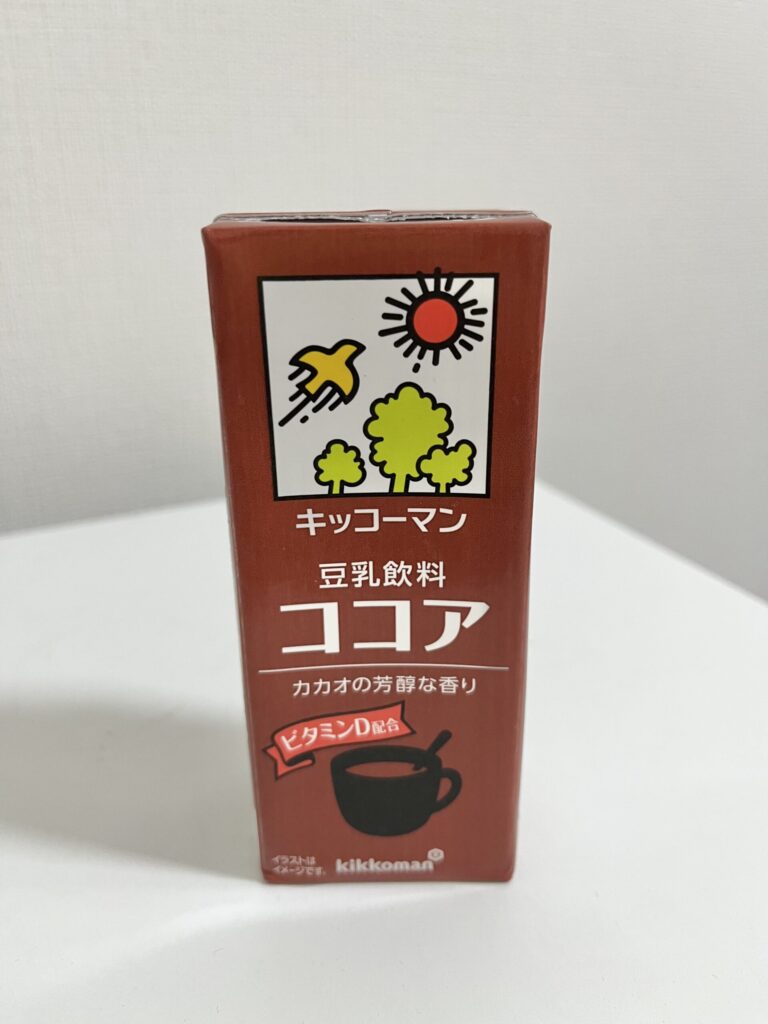 キッコーマン
豆乳飲料
ココア
カカオの芳醇な香り
ビタミンD配合
イラストは
イメージです。
kikkoman